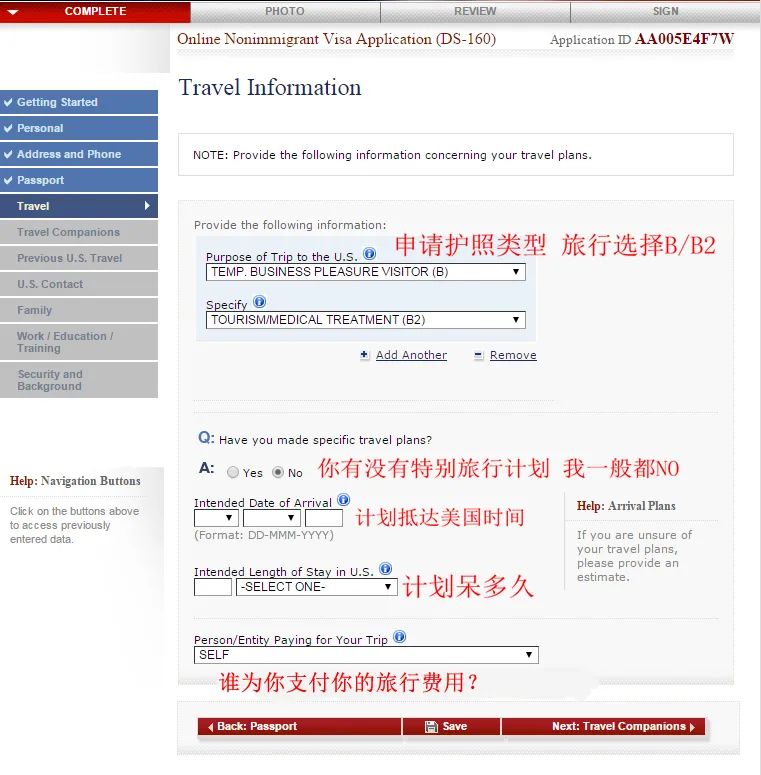 COMPLETE PHOTO REVIEW SIGN
Online Nonimmigrant Visa Application (DS-160) Application ID AA005E4F7W
Travel Information
Getting Started
Personal
Address and Phone
Passport
Travel
Travel Companions
Previous U.S. Travel
U.S. Contact
Family
Work / Education /
Training
Security and
Background
Help: Navigation Buttons
Click on the buttons above
to access previously
entered data.
NOTE: Provide the following information concerning your travel plans.
Provide the following information:
申请护照类型 旅行选择B/B2
Purpose of Trip to the U.S.
TEMP. BUSINESS PLEASURE VISITOR (B)
Specify
TOURISM/MEDICAL TREATMENT (B2)
Add Another Remove
Q: Have you made specific travel plans?
A: Yes No 你有没有特别旅行计划 我一般都NO
Intended Date of Arrival
计划抵达美国时间
(Format: DD-MMM-YYYY)
Help: Arrival Plans
If you are unsure of
your travel plans,
please provide an
estimate.
Intended Length of Stay in U.S.
-SELECT ONE- 计划呆多久
Person/Entity Paying for Your Trip
SELF
谁为你支付你的旅行费用？
Back: Passport Save Next: Travel Companions